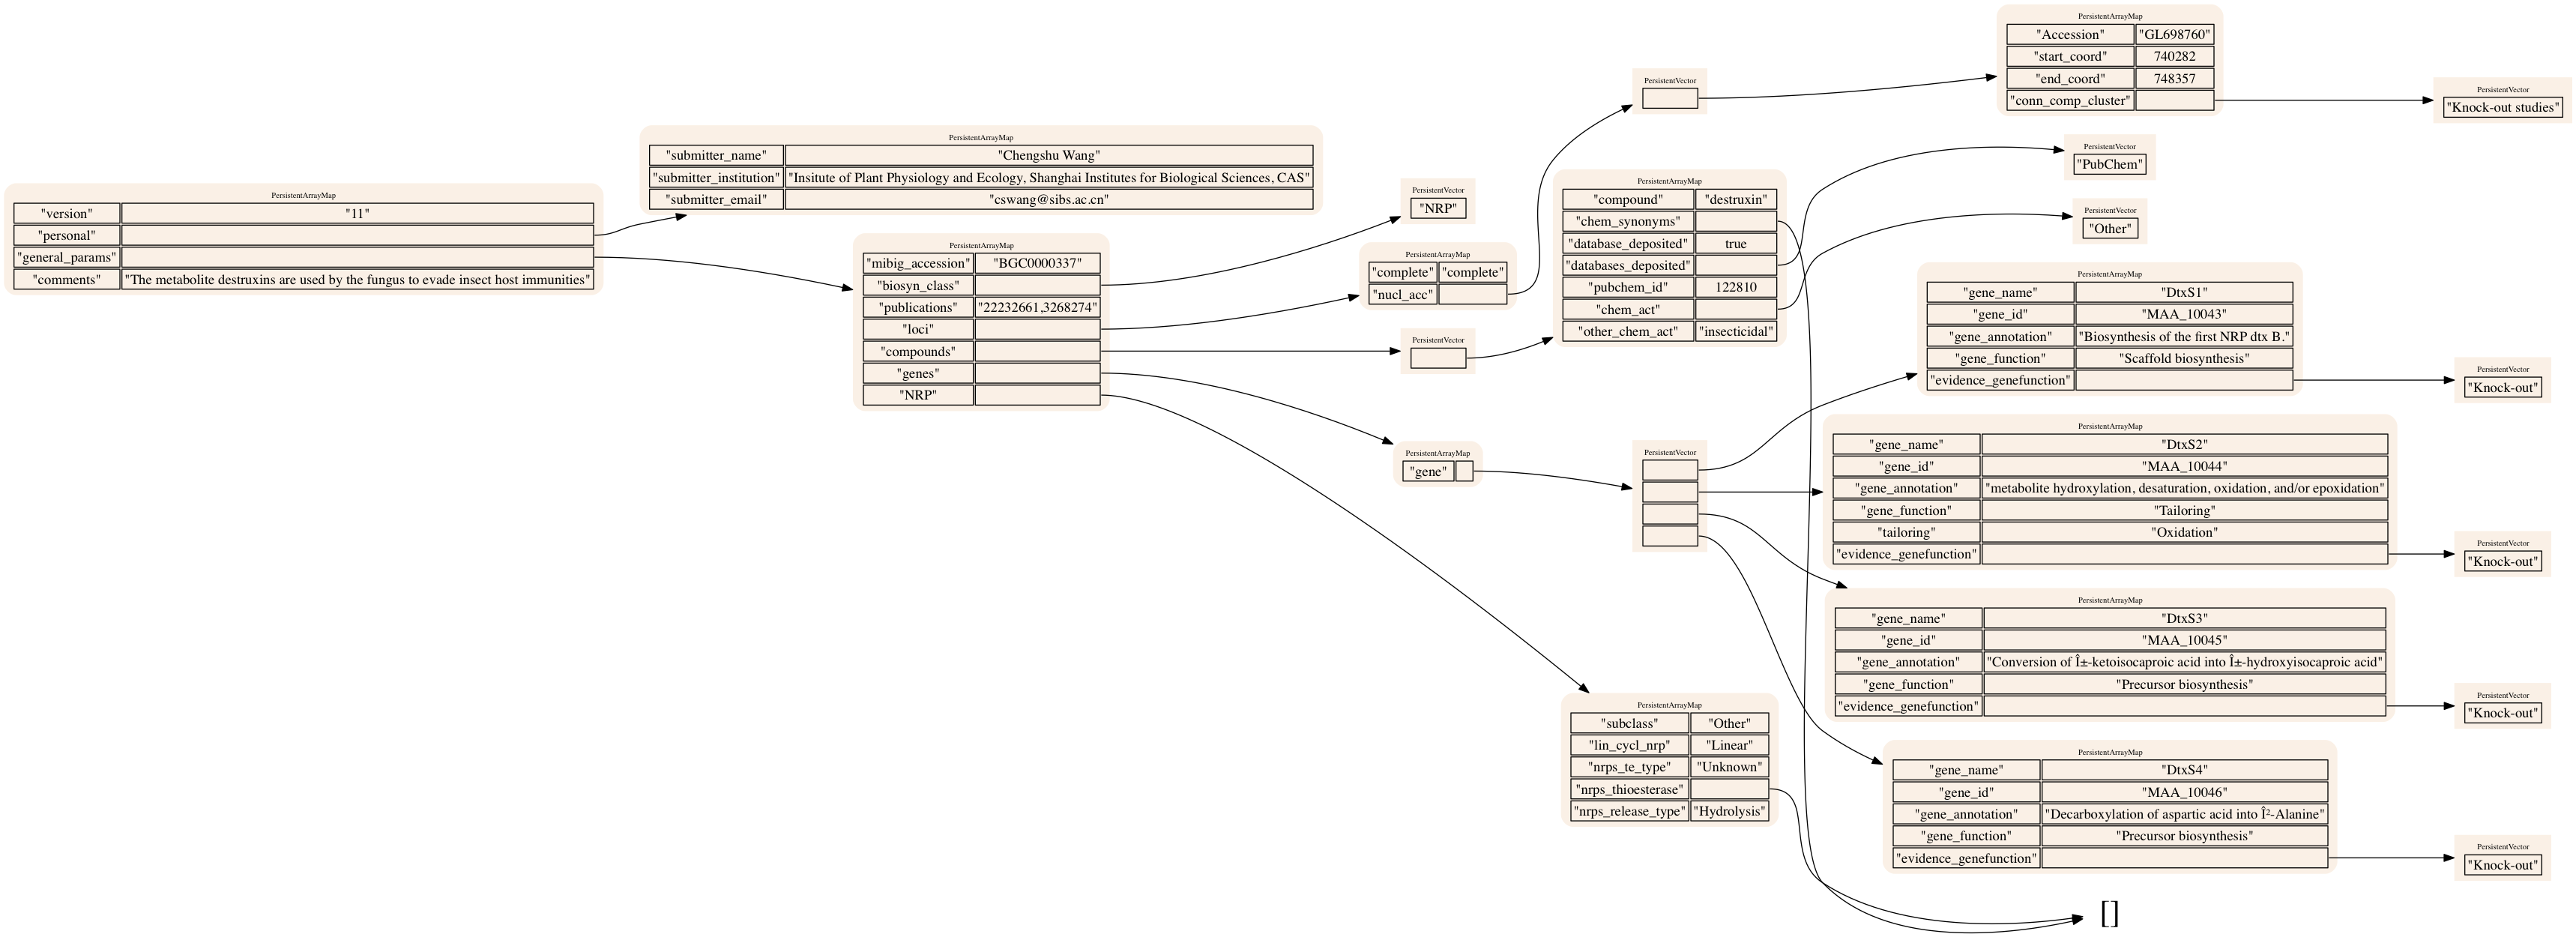 PersistentArrayMap
"version" "11"
"personal"
"general_params"
"comments" "The metabolite destruxins are used by the fungus to evade insect host immunities"
PersistentArrayMap
"submitter_name" "Chengshu Wang"
"submitter_institution" "Insitute of Plant Physiology and Ecology, Shanghai Institutes for Biological Sciences, CAS"
"submitter_email" "cswang@sibs.ac.cn"
PersistentArrayMap
"mibig_accession" "BGC0000337"
"biosyn_class"
"publications" "22232661,3268274"
"loci"
"compounds"
"genes"
"NRP"
PersistentVector
"NRP"
PersistentArrayMap
"complete" "complete"
"nucl_acc"
PersistentVector
PersistentArrayMap
"gene"
PersistentVector
PersistentArrayMap
"compound" "destruxin"
"chem_synonyms"
"database_deposited" true
"databases_deposited"
"pubchem_id" 122810
"chem_act"
"other_chem_act" "insecticidal"
PersistentVector
PersistentArrayMap
"subclass" "Other"
"lin_cycl_nrp" "Linear"
"nrps_te_type" "Unknown"
"nrps_thioesterase"
"nrps_release_type" "Hydrolysis"
PersistentArrayMap
"Accession" "GL698760"
"start_coord" 740282
"end_coord" 748357
"conn_comp_cluster"
PersistentVector
"Knock-out studies"
PersistentVector
"PubChem"
PersistentVector
"Other"
PersistentArrayMap
"gene_name" "DtxS1"
"gene_id" "MAA_10043"
"gene_annotation" "Biosynthesis of the first NRP dtx B."
"gene_function" "Scaffold biosynthesis"
"evidence_genefunction"
PersistentVector
"Knock-out"
PersistentArrayMap
"gene_name" "DtxS2"
"gene_id" "MAA_10044"
"gene_annotation" "metabolite hydroxylation, desaturation, oxidation, and/or epoxidation"
"gene_function" "Tailoring"
"tailoring" "Oxidation"
"evidence_genefunction"
PersistentVector
"Knock-out"
PersistentArrayMap
"gene_name" "DtxS3"
"gene_id" "MAA_10045"
"gene_annotation" "Conversion of Î±-ketoisocaproic acid into Î±-hydroxyisocaproic acid"
"gene_function" "Precursor biosynthesis"
"evidence_genefunction"
PersistentVector
"Knock-out"
PersistentArrayMap
"gene_name" "DtxS4"
"gene_id" "MAA_10046"
"gene_annotation" "Decarboxylation of aspartic acid into Î²-Alanine"
"gene_function" "Precursor biosynthesis"
"evidence_genefunction"
PersistentVector
"Knock-out"
[]